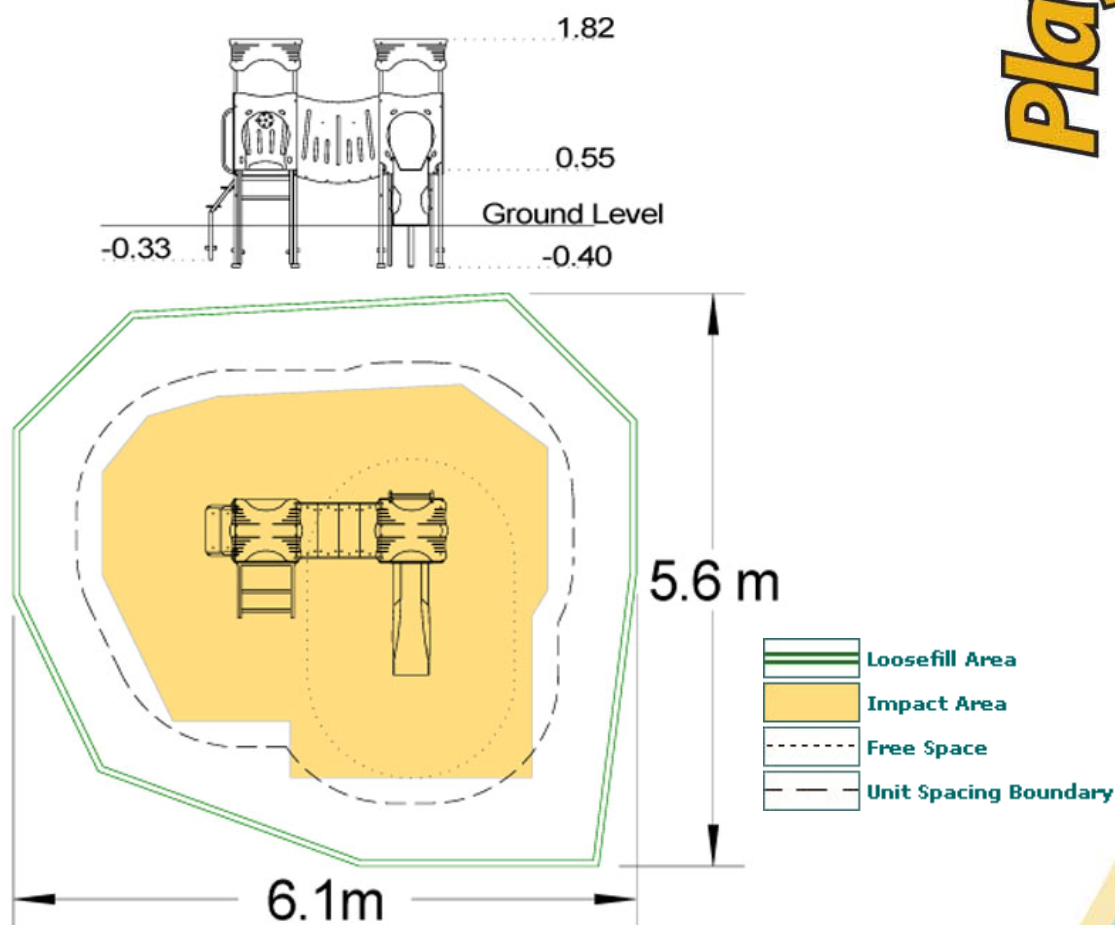 1.82
Play
0.55
Ground Level
-0.33
-0.40
5.6 m
Loosefill Area
Impact Area
Free Space
Unit Spacing Boundary
6.1m